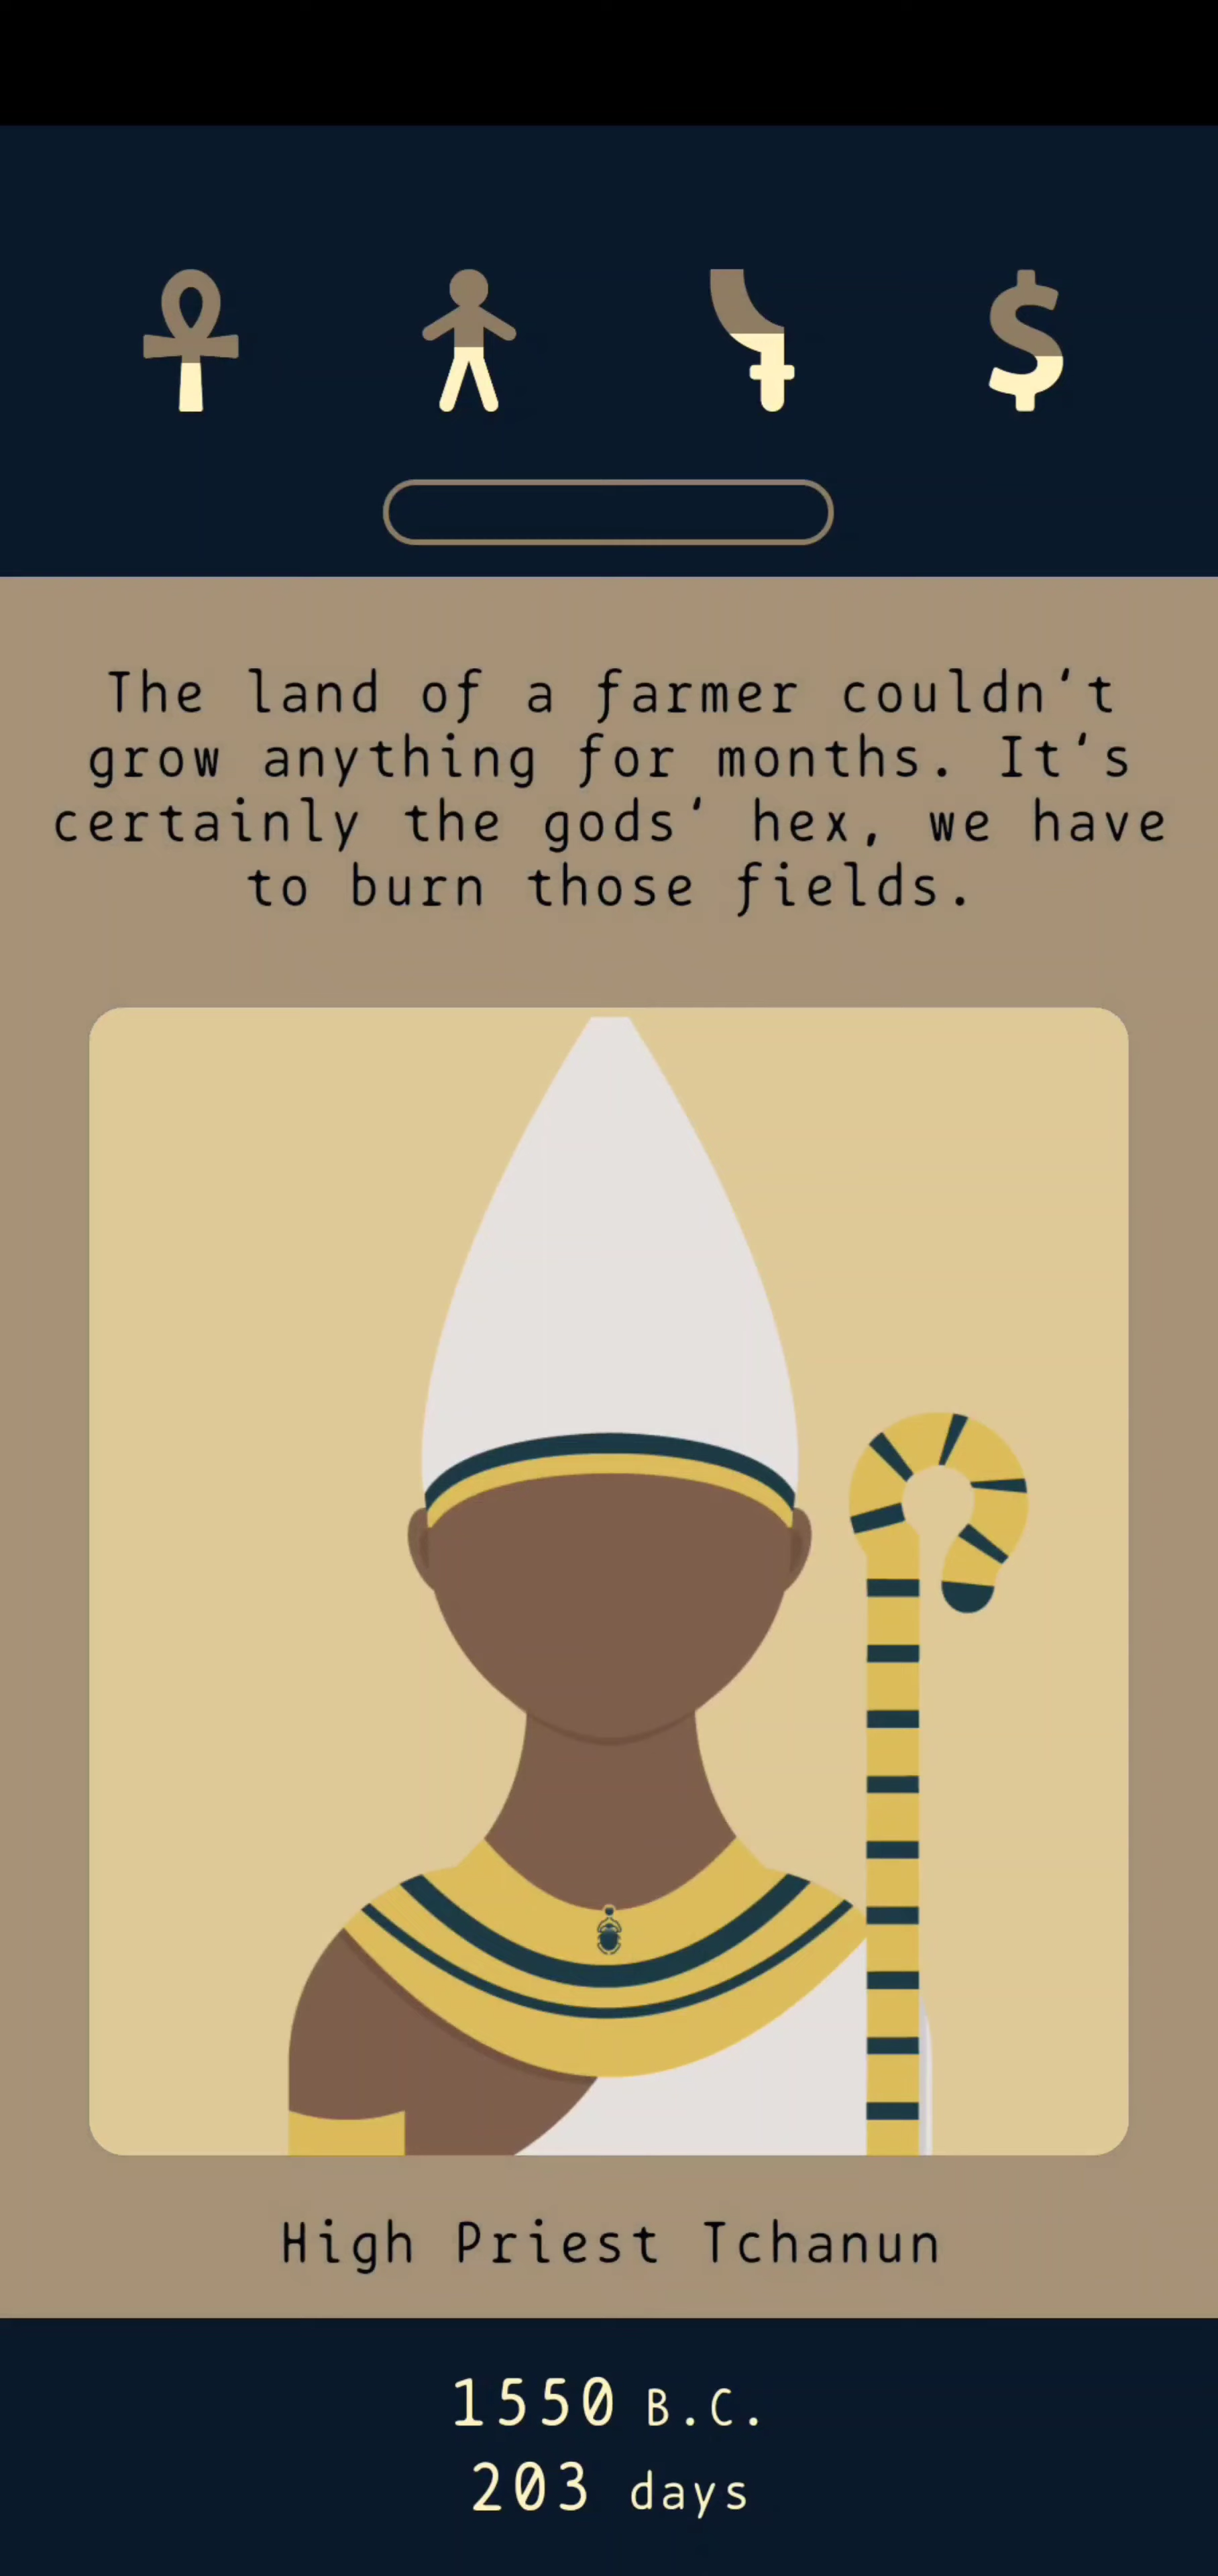 The land of a farmer couldn‘t
grow anything for months. It‘s
certainly the gods‘ hex, we have
to burn those fields.
High Priest Tchanun
1550 B.C.
203 days